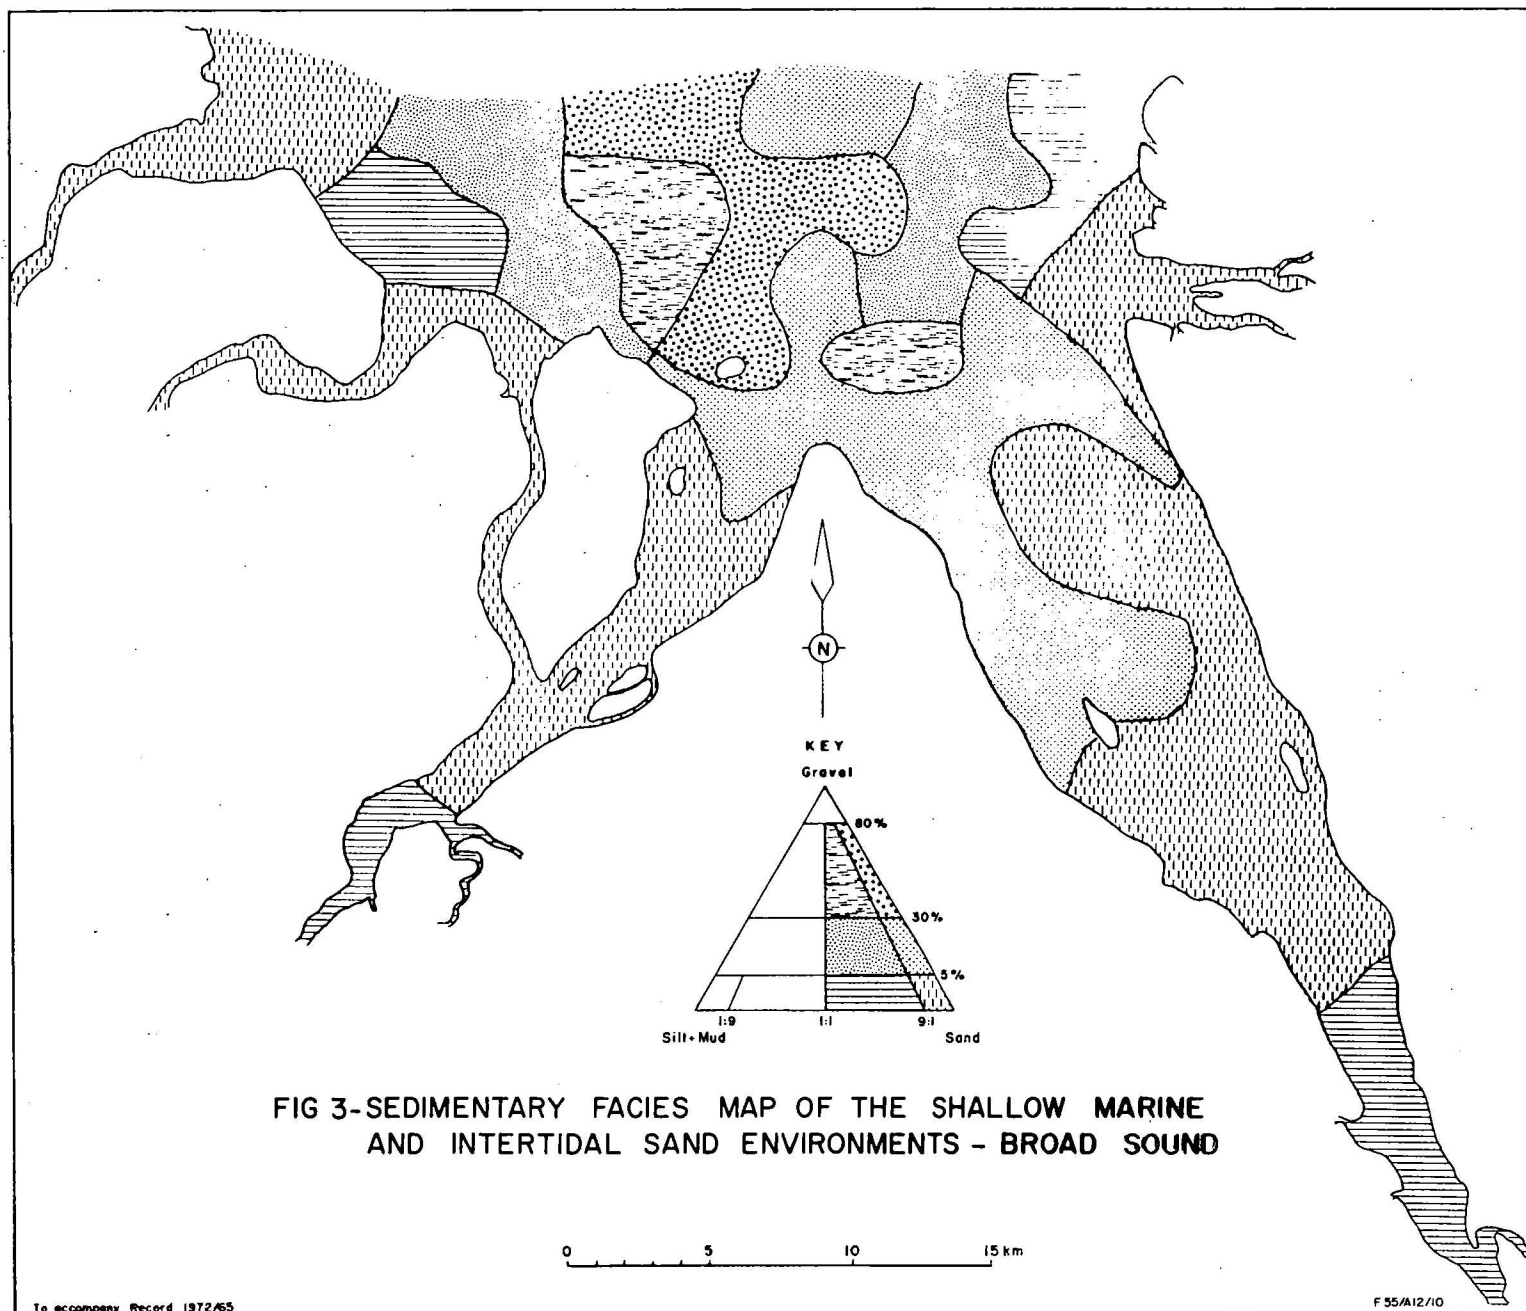 N
KEY
Gravel
80%
30%
5%
1:9 1:1 9:1
Silt+Mud Sand
FIG 3-SEDIMENTARY FACIES MAP OF THE SHALLOW MARINE
AND INTERTIDAL SAND ENVIRONMENTS - BROAD SOUND
0 5 10 15 km
To accompany Record 1972/65
F55/A12/10